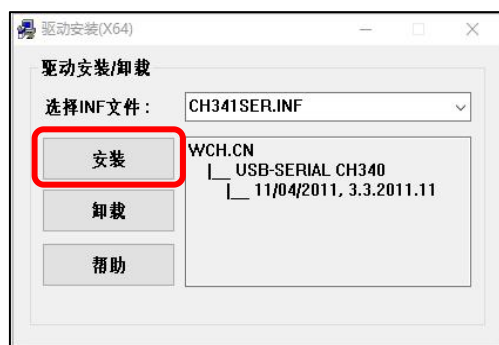 驱动安装(X64)
驱动安装/卸载
选择INF文件：
CH341SER.INF
安装
卸载
帮助
WCH.CN
|__ USB-SERIAL CH340
|__ 11/04/2011, 3.3.2011.11